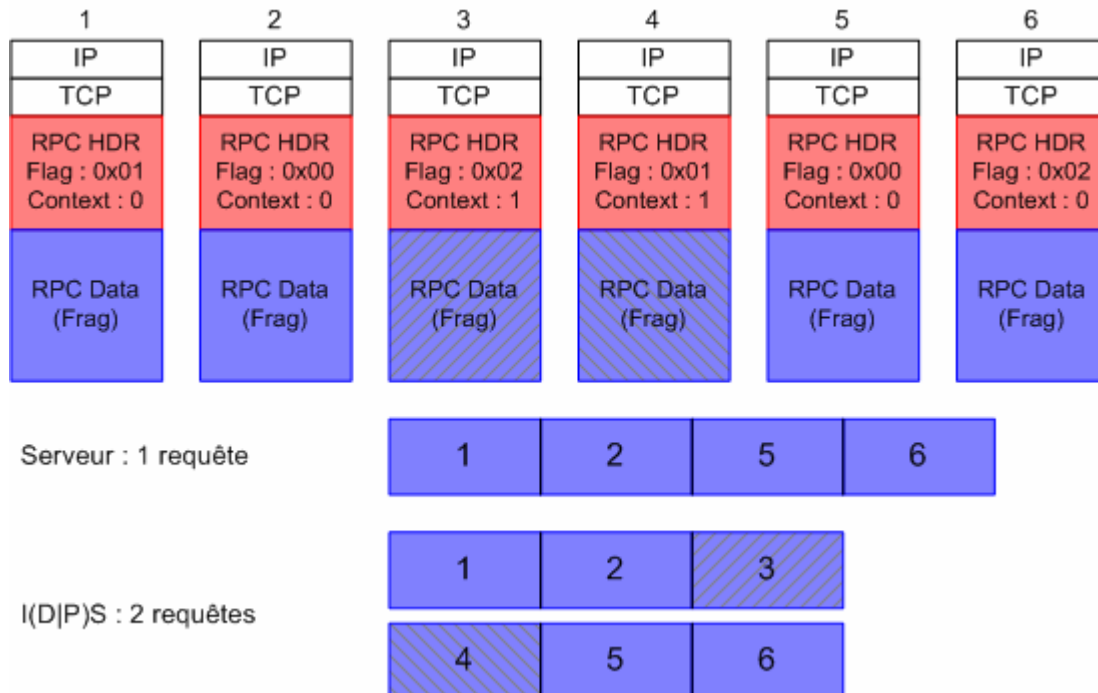 1 2 3 4 5 6
IP IP IP IP IP IP
TCP TCP TCP TCP TCP TCP
RPC HDR RPC HDR RPC HDR RPC HDR RPC HDR RPC HDR
Flag : 0x01 Flag : 0x00 Flag : 0x02 Flag : 0x01 Flag : 0x00 Flag : 0x02
Context : 0 Context : 0 Context : 1 Context : 1 Context : 0 Context : 0
RPC Data RPC Data RPC Data RPC Data RPC Data RPC Data
(Frag) (Frag) (Frag) (Frag) (Frag) (Frag)
Serveur : 1 requête 1 2 5 6
1 2 3
I(D|P)S : 2 requêtes
4 5 6